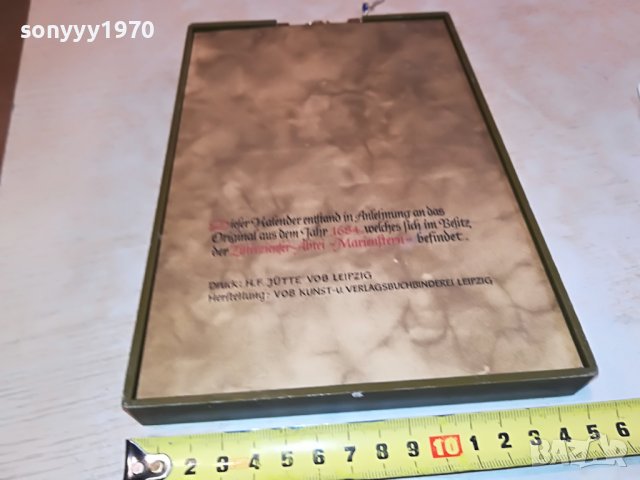 sonyyy1970
Dieser Kalender entstand in Anlehnung an das
Original aus dem Jahr 1684, welches sich im Besitz
der Zisterzienser-Abtei »Marienstern« befindet.
Druck: H.F. JÜTTE VOB LEIPZIG
Herstellung: VOB KUNST-U. VERLAGSBUCHBINDEREI LEIPZIG
2 3 4 5 6 7 8 9 10 1 2 3 4 5 6
Bazar.bg